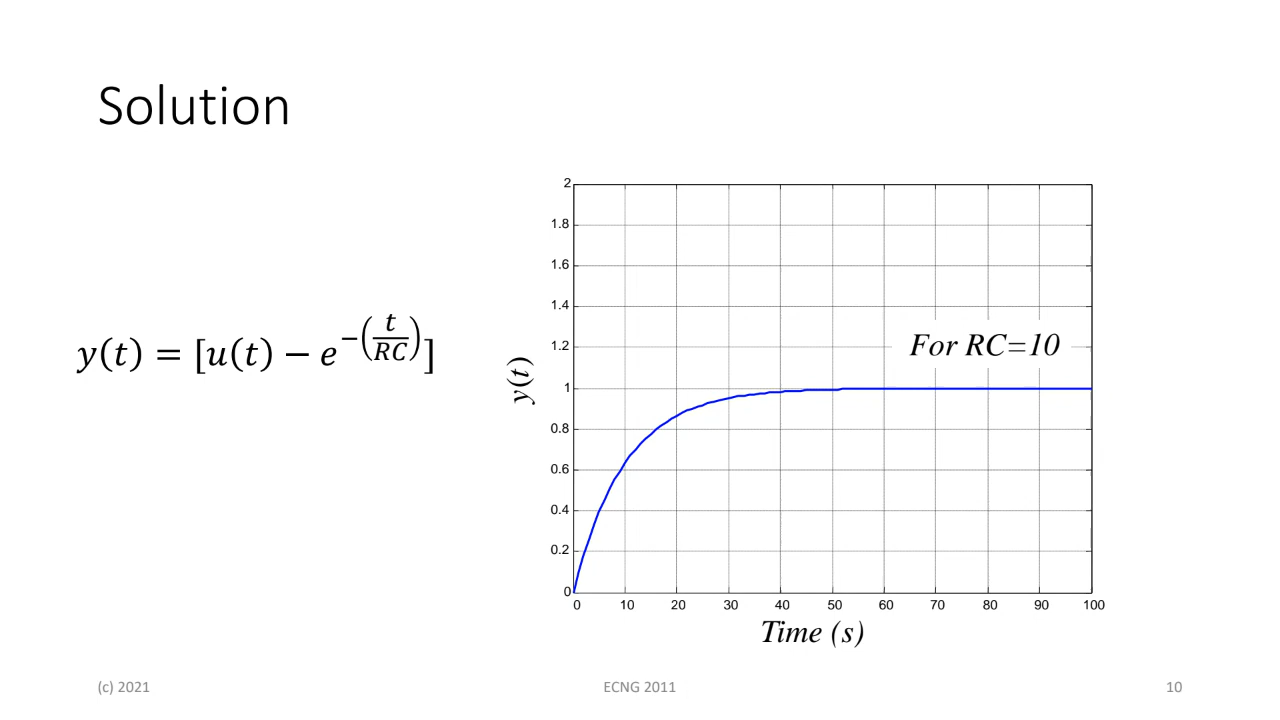 Solution
y(t) = [u(t) − e^−(t/RC)]
2
1.8
1.6
1.4
1.2
1
0.8
0.6
0.4
0.2
0
y(t)
For RC=10
0 10 20 30 40 50 60 70 80 90 100
Time (s)
(c) 2021 ECNG 2011 10